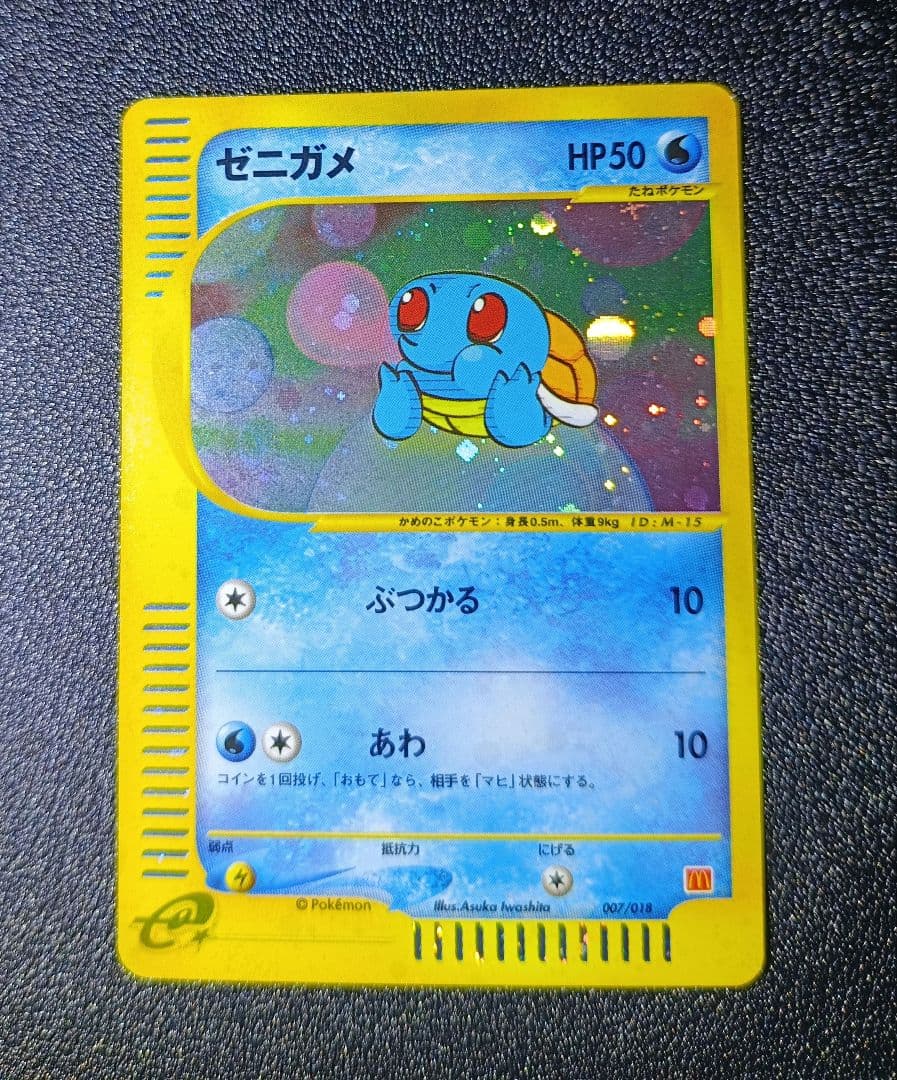 ゼニガメ HP50
たねポケモン
かめのこポケモン：身長0.5m、体重9kg ID：M-15
ぶつかる 10
あわ 10
コインを1回投げ、「おもて」なら、相手を「マヒ」状態にする。
弱点 抵抗力 にげる
©Pokémon Illus.Asuka Iwashita 007/018
e